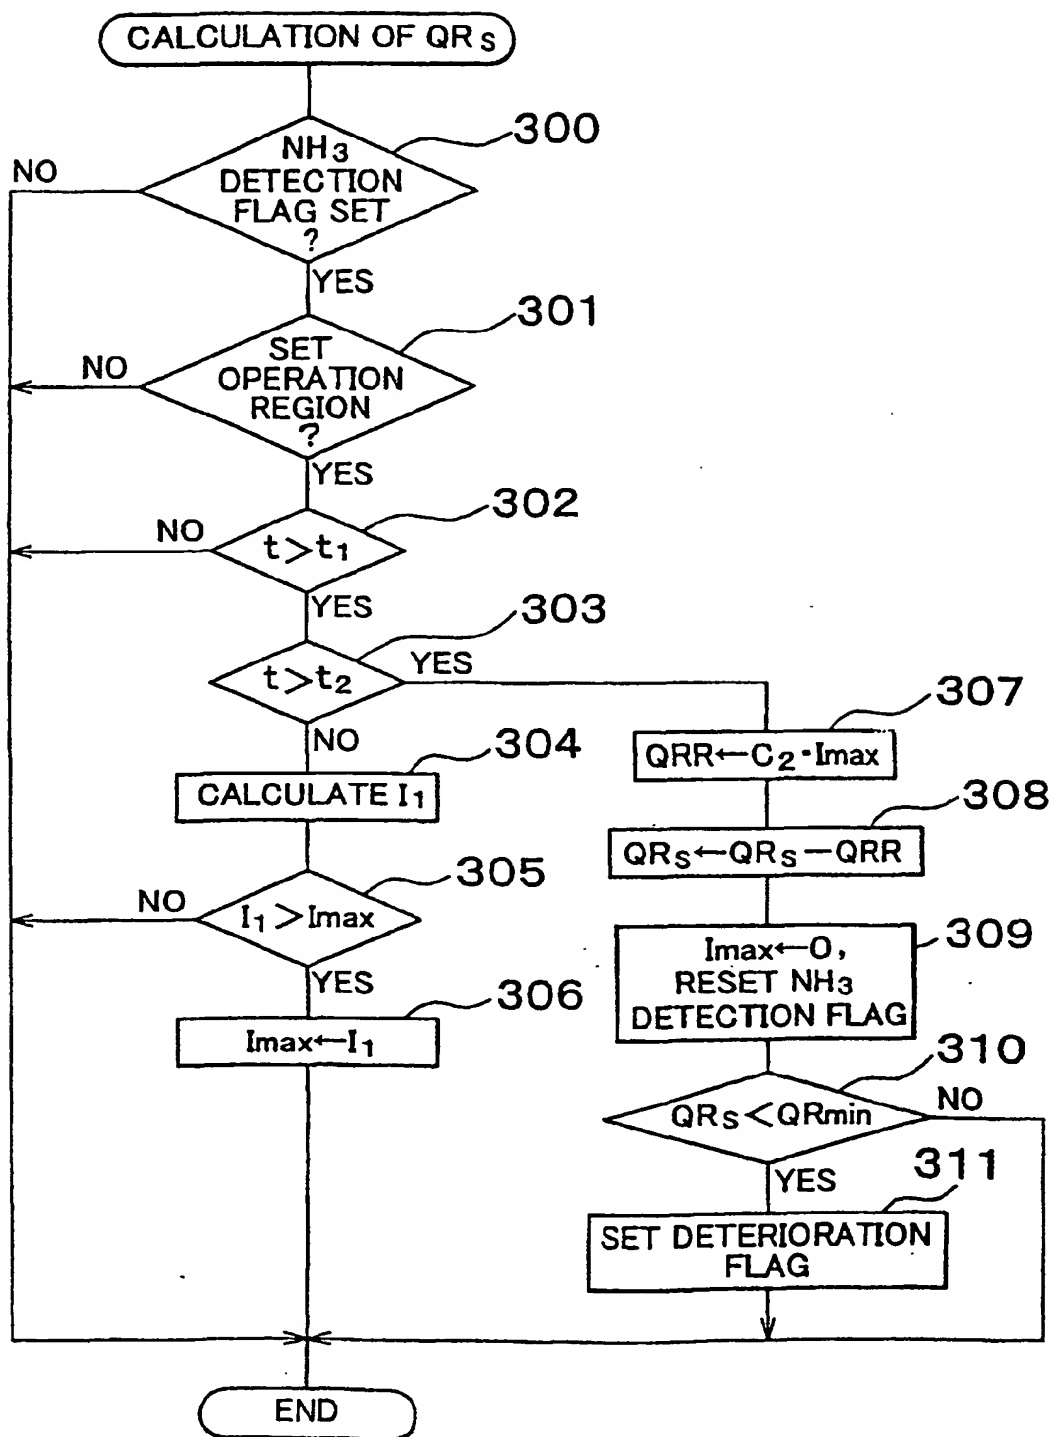 CALCULATION OF QRS
300
NH3
DETECTION
FLAG SET
?
NO
YES
301
SET
OPERATION
REGION
?
NO
YES
302
t>t1
NO
YES
303
t>t2
YES
NO
304
CALCULATE I1
305
I1>Imax
NO
YES
306
Imax←I1
307
QRR←C2·Imax
308
QRS←QRS−QRR
309
Imax←0,
RESET NH3
DETECTION FLAG
310
QRS<QRmin
NO
YES
311
SET DETERIORATION
FLAG
END